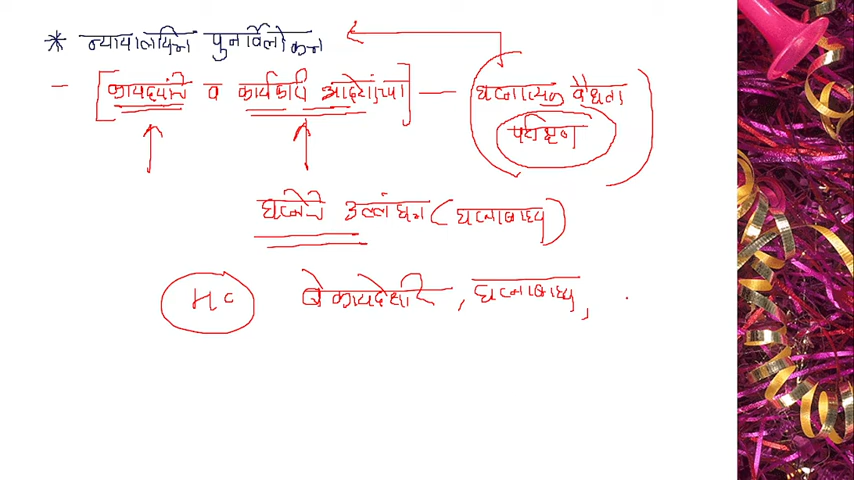 * न्यायालयिन पुनर्विलोकन
- [कायद्यांचे व कार्यकारी आदेशांच्या] — (घटनात्मक वैधता
परिक्षण)
घटनेचे उल्लंघन (घटनाबाह्य)
HC बेकायदेशीर, घटनाबाह्य,